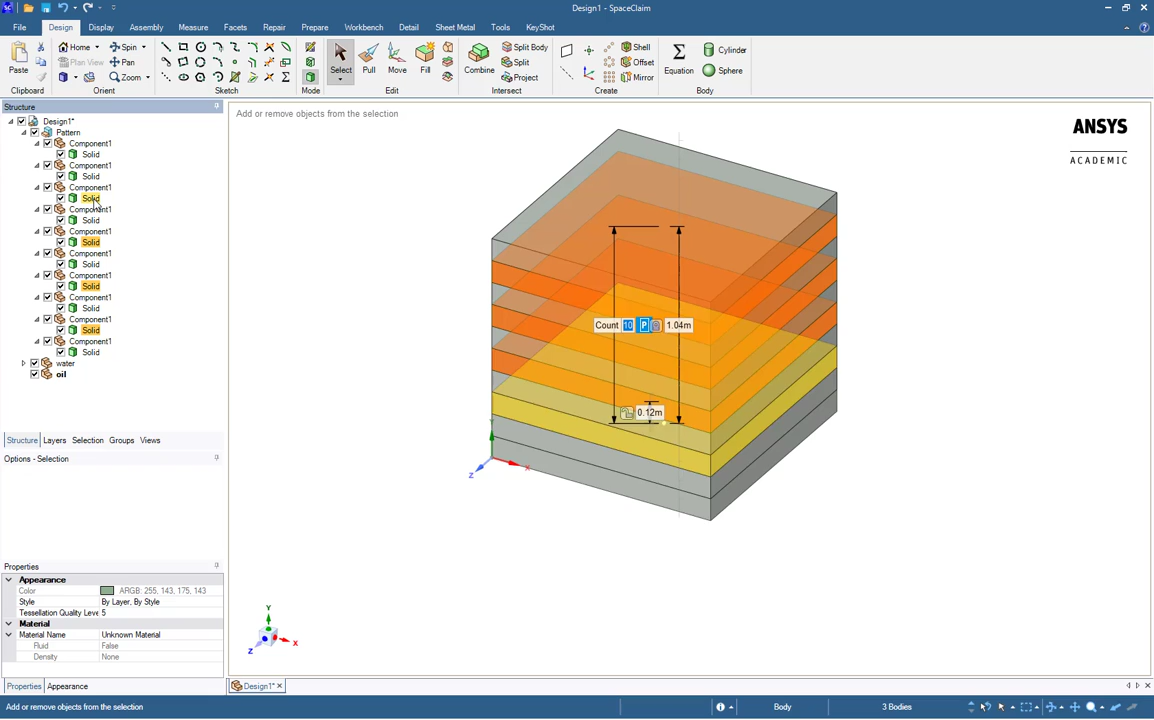 Design1 - SpaceClaim
File Design Display Assembly Measure Facets Repair Prepare Workbench Detail Sheet Metal Tools KeyShot
Paste
Home Spin
Plan View Pan
Zoom
Select Pull Move Fill
Combine
Split Body
Split
Project
Shell
Offset
Mirror
Equation
Cylinder
Sphere
Clipboard Orient Sketch Mode Edit Intersect Create Body
Structure
Design1*
Pattern
Component1
Solid
Component1
Solid
Component1
Solid
Component1
Solid
Component1
Solid
Component1
Solid
Component1
Solid
Component1
Solid
Component1
Solid
Component1
Solid
water
oil
Structure Layers Selection Groups Views
Options - Selection
Properties
Appearance
Color ARGB: 255, 143, 175, 143
Style By Layer, By Style
Tessellation Quality Leve 5
Material
Material Name Unknown Material
Fluid False
Density None
Properties Appearance
Add or remove objects from the selection
ANSYS
ACADEMIC
Count 10 P 1.04m
0.12m
Y
X
Z
Y
X
Z
Design1*
Add or remove objects from the selection Body 3 Bodies